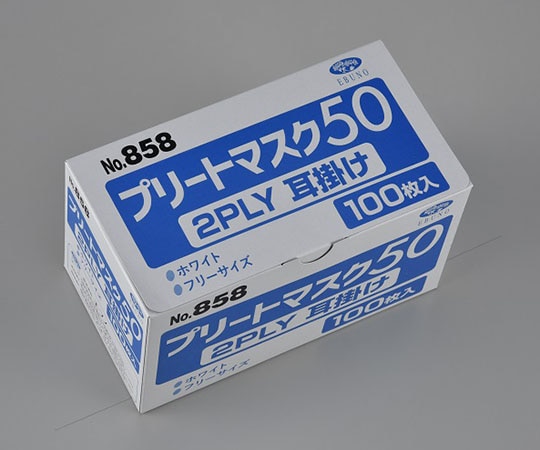 EBUNO
No.858
プリートマスク50
2PLY 耳掛け
100枚入
ホワイト
フリーサイズ
EBUNO
No.858
プリートマスク50
2PLY 耳掛け
100枚入
ホワイト
フリーサイズ